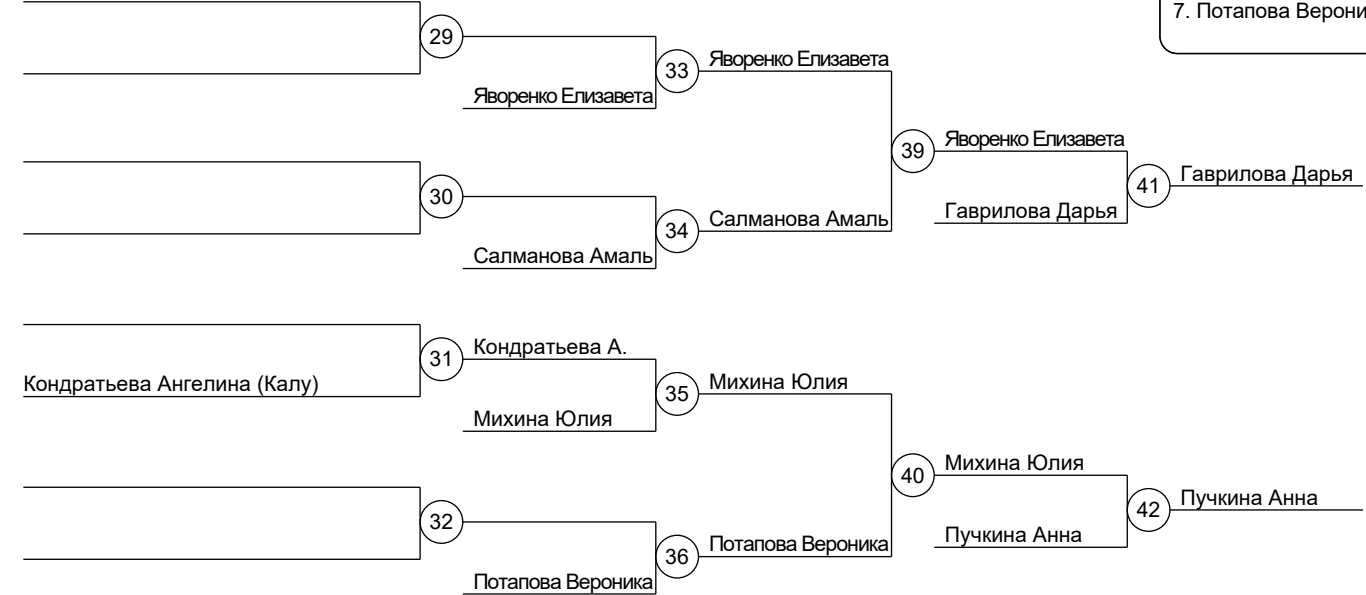 7. Потапова
29
33
Яворенко Елизавета
Яворенко Елизавета
39
Яворенко Елизавета
41
Гаврилова Дарья
30
34
Салманова Амаль
Гаврилова Дарья
Салманова Амаль
31
Кондратьева А.
Кондратьева Ангелина (Калу)
35
Михина Юлия
Михина Юлия
40
Михина Юлия
42
Пучкина Анна
32
36
Потапова Вероника
Пучкина Анна
Потапова Вероника